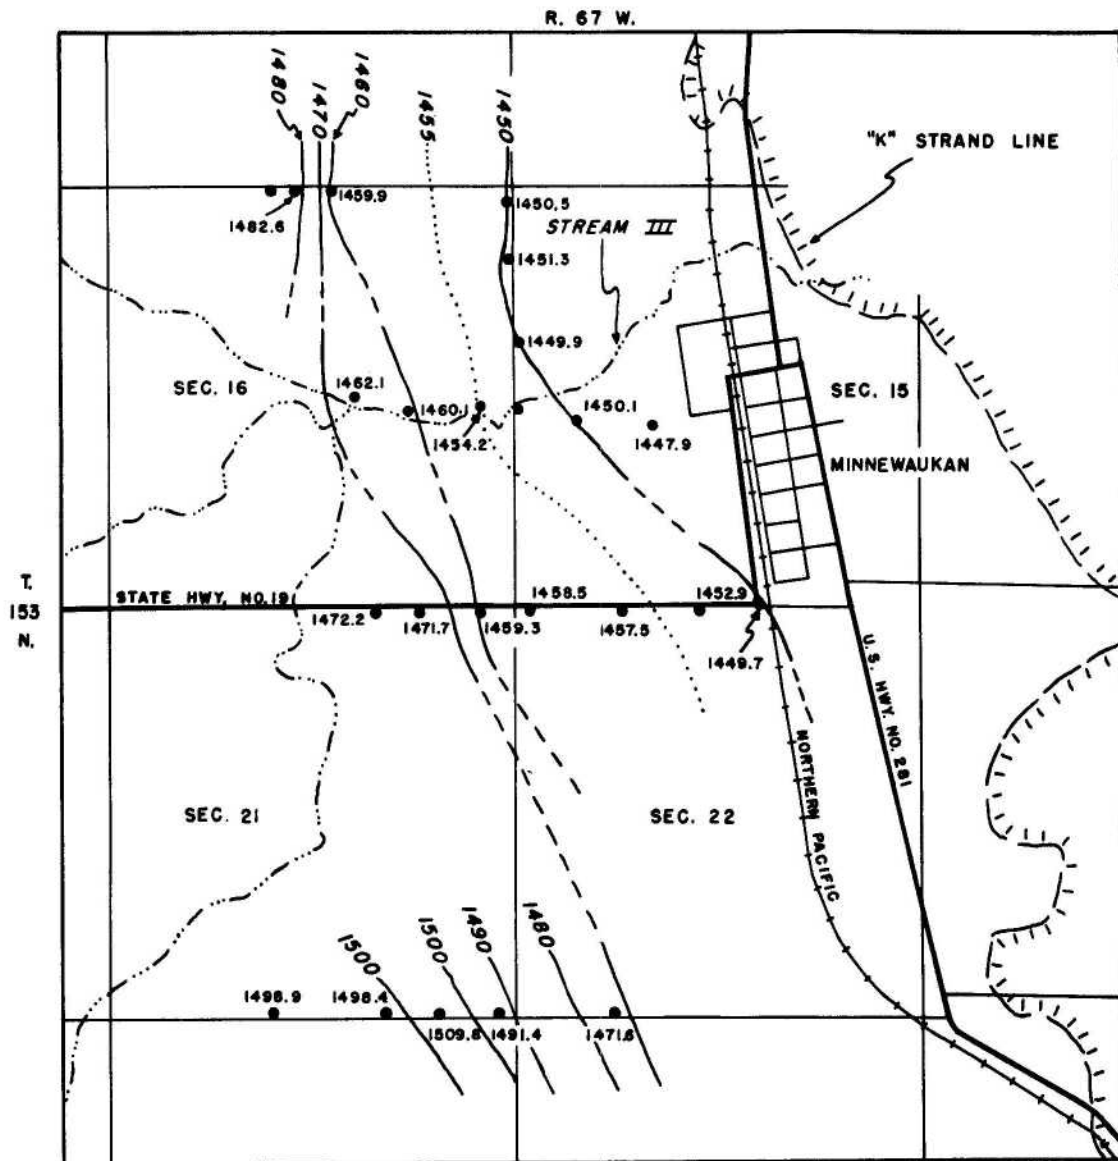 R. 67 W.
1480
1470
1460
1455
1450
"K" STRAND LINE
1459.9
1482.6
1450.5
STREAM III
1451.3
1449.9
SEC. 16
1462.1
1460.1
1454.2
1450.1
1447.9
SEC. 15
MINNEWAUKAN
T.
153
N.
STATE HWY. NO. 19
1458.5
1452.9
1472.2
1471.7
1459.3
1457.5
1449.7
U.S. HWY. NO. 281
NORTHERN PACIFIC
SEC. 21
SEC. 22
1500
1500
1490
1480
1496.9
1498.4
1509.8
1491.4
1471.6